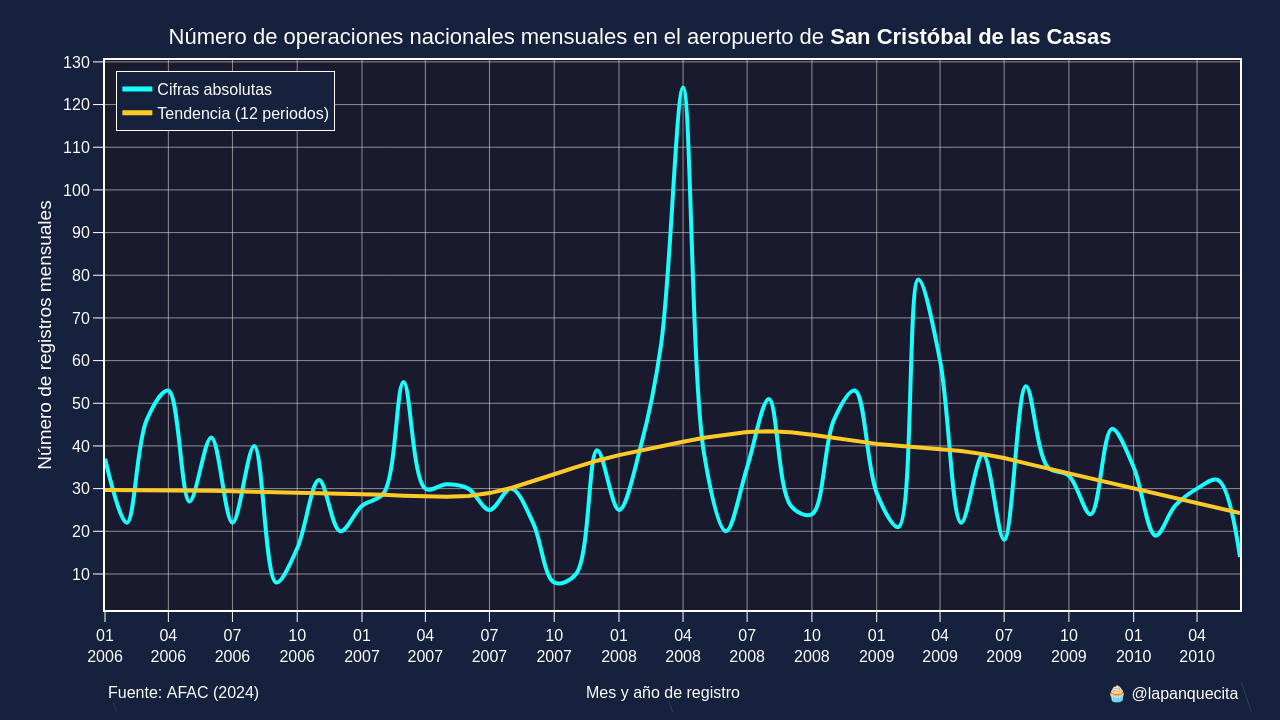 Número de operaciones nacionales mensuales en el aeropuerto de San Cristóbal de las Casas
Cifras absolutas
Tendencia (12 periodos)
Número de registros mensuales
130
120
110
100
90
80
70
60
50
40
30
20
10
01 04 07 10 01 04 07 10 01 04 07 10 01 04 07 10 01 04
2006 2006 2006 2006 2007 2007 2007 2007 2008 2008 2008 2008 2009 2009 2009 2009 2010 2010
Fuente: AFAC (2024) Mes y año de registro 🧁 @lapanquecita